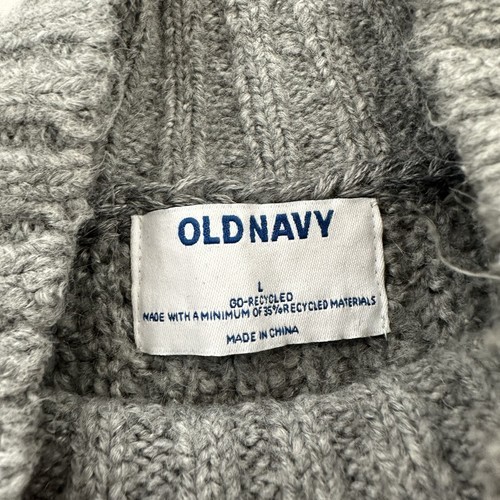 OLD NAVY
L
GO-RECYCLED
MADE WITH A MINIMUM OF 35% RECYCLED MATERIALS
MADE IN CHINA